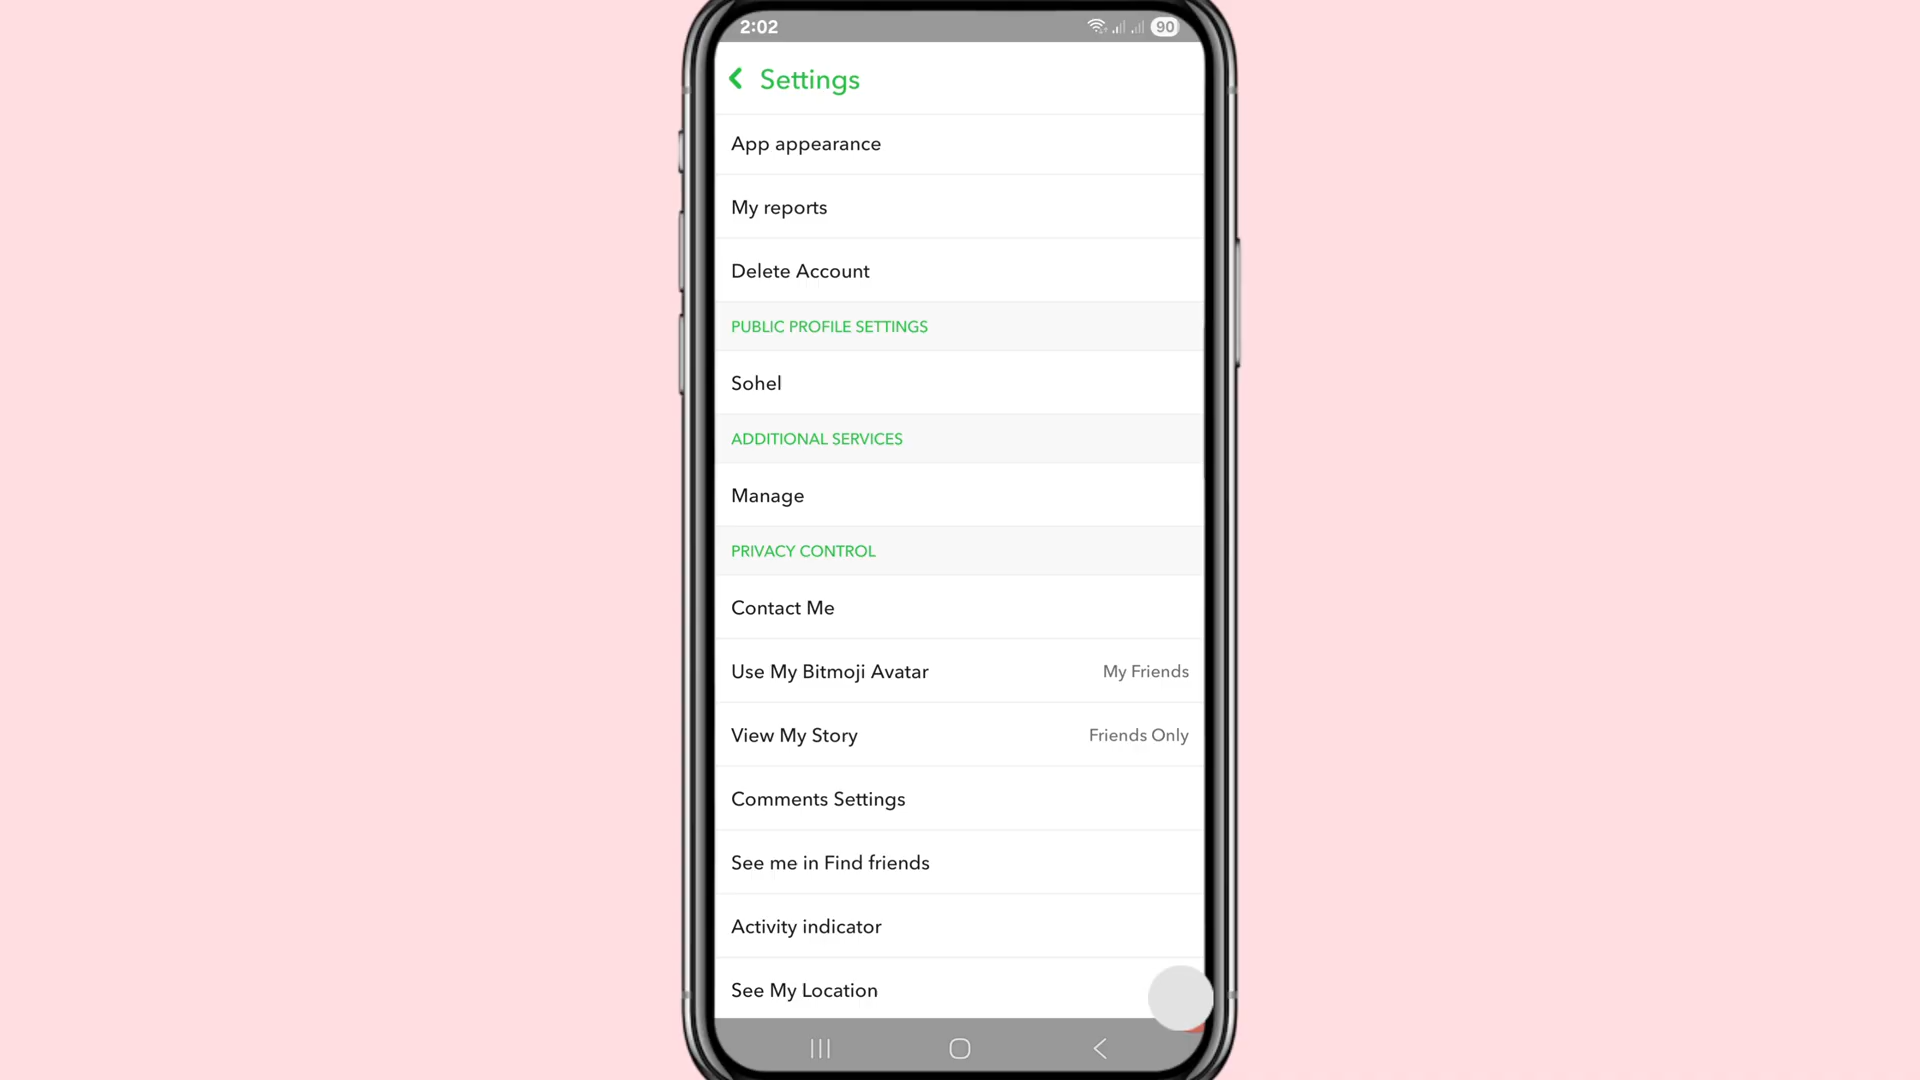 2:02
90
Settings
App appearance
My reports
Delete Account
PUBLIC PROFILE SETTINGS
Sohel
ADDITIONAL SERVICES
Manage
PRIVACY CONTROL
Contact Me
Use My Bitmoji Avatar My Friends
View My Story Friends Only
Comments Settings
See me in Find friends
Activity indicator
See My Location